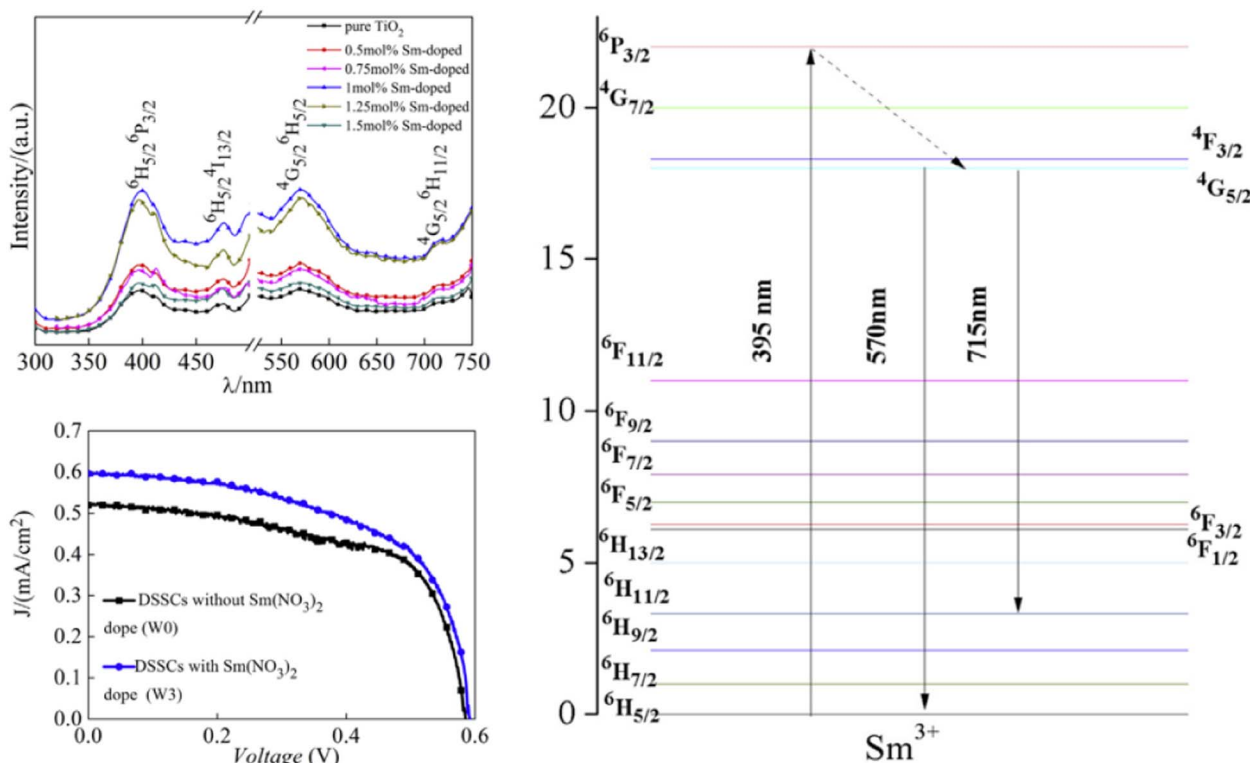 pure TiO₂
0.5mol% Sm-doped
0.75mol% Sm-doped
1mol% Sm-doped
1.25mol% Sm-doped
1.5mol% Sm-doped
⁶H₅/₂ ⁶P₃/₂
⁶H₅/₂ ⁴I₁₃/₂
⁴G₅/₂ ⁶H₅/₂
⁴G₅/₂ ⁶H₁₁/₂
Intensity/(a.u.)
300 350 400 450 550 600 650 700 750
λ/nm
0.7
0.6
0.5
0.4
0.3
0.2
0.1
0.0
J/(mA/cm²)
DSSCs without Sm(NO₃)₂
dope (W0)
DSSCs with Sm(NO₃)₂
dope (W3)
0.0 0.2 0.4 0.6
Voltage (V)
⁶P₃/₂
⁴G₇/₂
20
⁴F₃/₂
⁴G₅/₂
15
395 nm
570nm
715nm
⁶F₁₁/₂
10
⁶F₉/₂
⁶F₇/₂
⁶F₅/₂
⁶F₃/₂
⁶H₁₃/₂
⁶F₁/₂
5
⁶H₁₁/₂
⁶H₉/₂
⁶H₇/₂
⁶H₅/₂
0
Sm³⁺